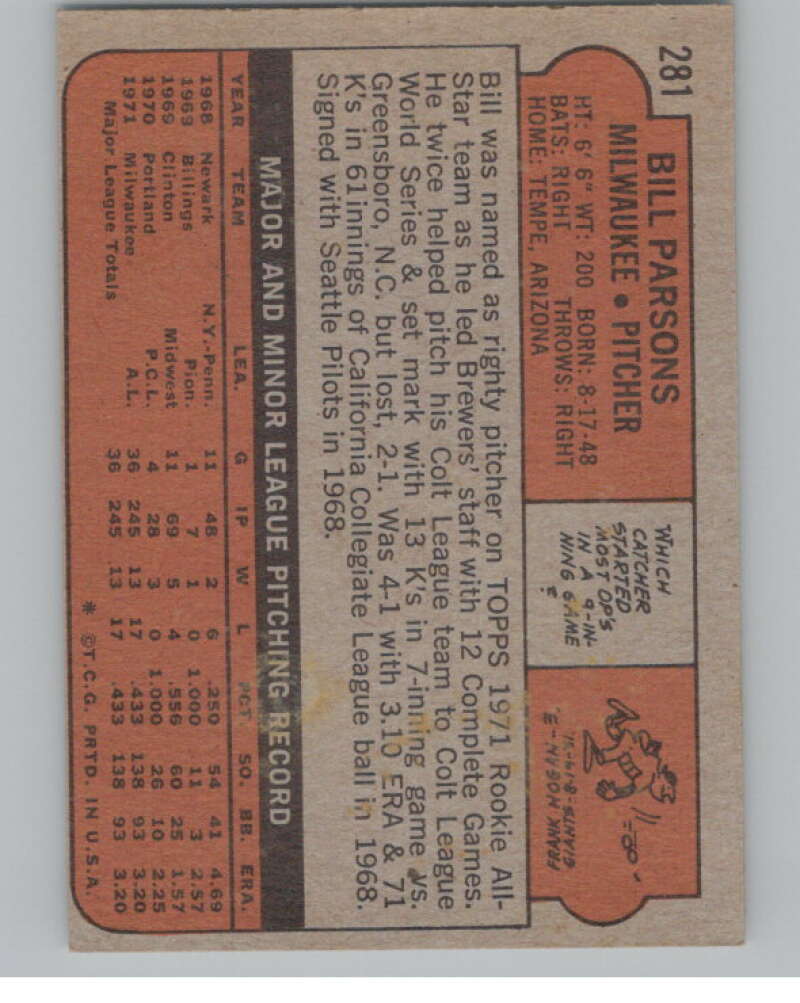 281
BILL PARSONS
MILWAUKEE • PITCHER
HT: 6' 6" WT: 200 BORN: 8-17-48
BATS: RIGHT THROWS: RIGHT
HOME: TEMPE, ARIZONA
WHICH
CATCHER
STARTED
MOST DP'S
IN A 9-IN-
NING GAME
?
HANK HOGAN-3,
GIANTS-8-19-'31
Bill was named as righty pitcher on TOPPS 1971 Rookie All-
Star team as he led Brewers' staff with 12 Complete Games.
He twice helped pitch his Colt League team to Colt League
World Series & set mark with 13 K's in 7-inning game vs.
Greensboro, N.C. but lost, 2-1. Was 4-1 with 3.10 ERA & 71
K's in 61innings of California Collegiate League ball in 1968.
Signed with Seattle Pilots in 1968.
MAJOR AND MINOR LEAGUE PITCHING RECORD
YEAR TEAM LEA. G IP W L PCT SO. BB. ERA.
1968 Newark N.Y.-Penn. 11 48 2 6 .250 54 41 4.69
1969 Billings Pion. 1 7 1 0 1.000 11 3 2.57
1969 Clinton Midwest 11 69 5 4 .556 60 25 1.57
1970 Portland P.C.L. 4 28 3 0 1.000 26 10 2.25
1971 Milwaukee A.L. 36 245 13 17 .433 138 93 3.20
Major League Totals 36 245 13 17 .433 138 93 3.20
* ©T.C.G. PRTD. IN U.S.A.